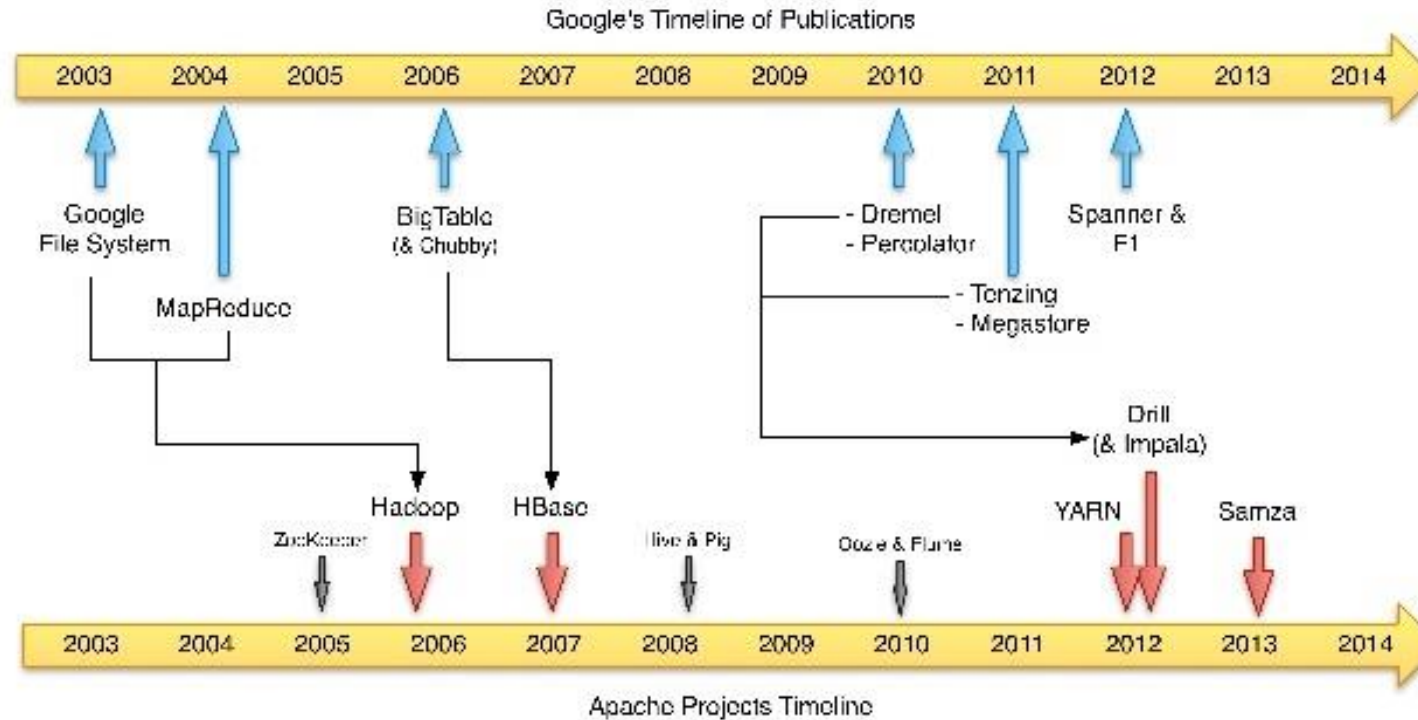 Google's Timeline of Publications
2003 2004 2005 2006 2007 2008 2009 2010 2011 2012 2013 2014
Google
File System
BigTable
(& Chubby)
- Dremel
- Percolator
Spanner &
F1
MapReduce
- Tenzing
- Megastore
Drill
(& Impala)
Hadoop
HBase
YARN
Samza
ZooKeeper
Hive & Pig
Oozie & Flume
2003 2004 2005 2006 2007 2008 2009 2010 2011 2012 2013 2014
Apache Projects Timeline